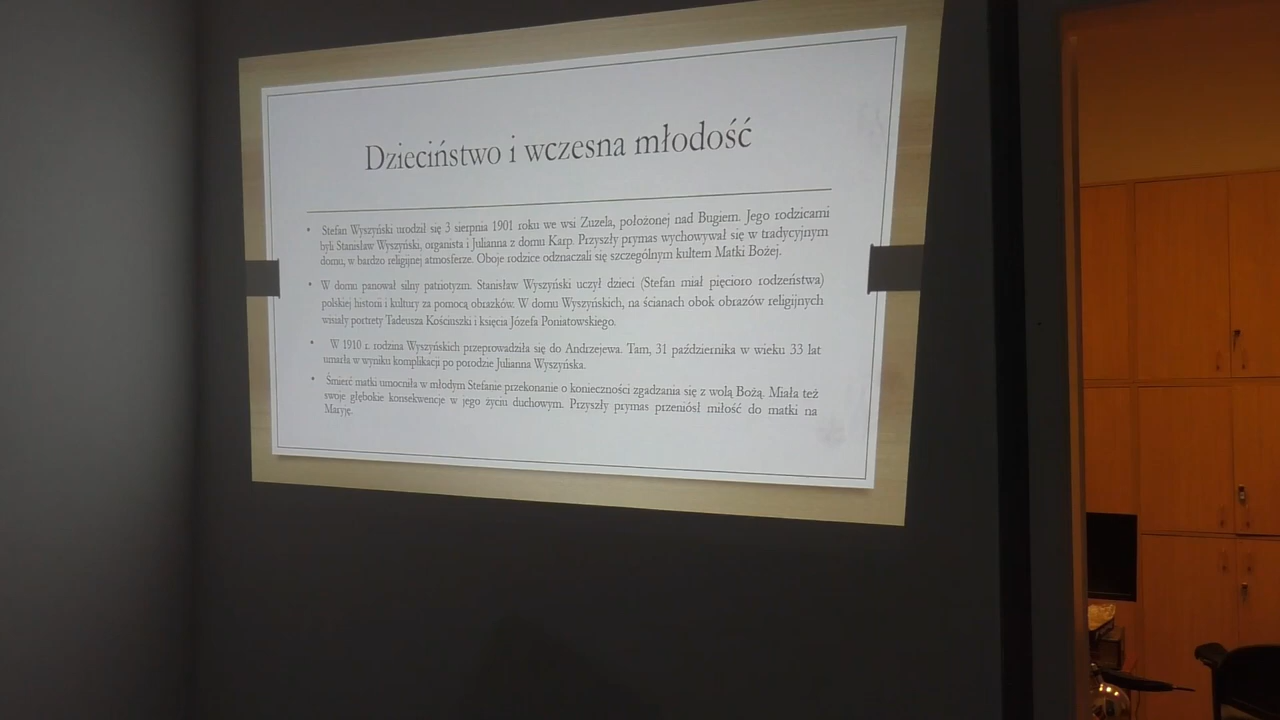 Dzieciństwo i wczesna młodość
• Stefan Wyszyński urodził się 3 sierpnia 1901 roku we wsi Zuzela, położonej nad Bugiem. Jego rodzicami
byli Stanisław Wyszyński, organista i Julianna z domu Karp. Przyszły prymas wychowywał się w tradycyjnym
domu, w bardzo religijnej atmosferze. Oboje rodzice odznaczali się szczególnym kultem Matki Bożej.
• W domu panował silny patriotyzm. Stanisław Wyszyński uczył dzieci (Stefan miał pięcioro rodzeństwa)
polskiej historii i kultury za pomocą obrazków. W domu Wyszyńskich, na ścianach obok obrazów religijnych
wisiały portrety Tadeusza Kościuszki i księcia Józefa Poniatowskiego.
• W 1910 r. rodzina Wyszyńskich przeprowadziła się do Andrzejewa. Tam, 31 października w wieku 33 lat
umarła w wyniku komplikacji po porodzie Julianna Wyszyńska.
• Śmierć matki umocniła w młodym Stefanie przekonanie o konieczności zgadzania się z wolą Bożą. Miała też
swoje głębokie konsekwencje w jego życiu duchowym. Przyszły prymas przeniósł miłość do matki na
Maryję.